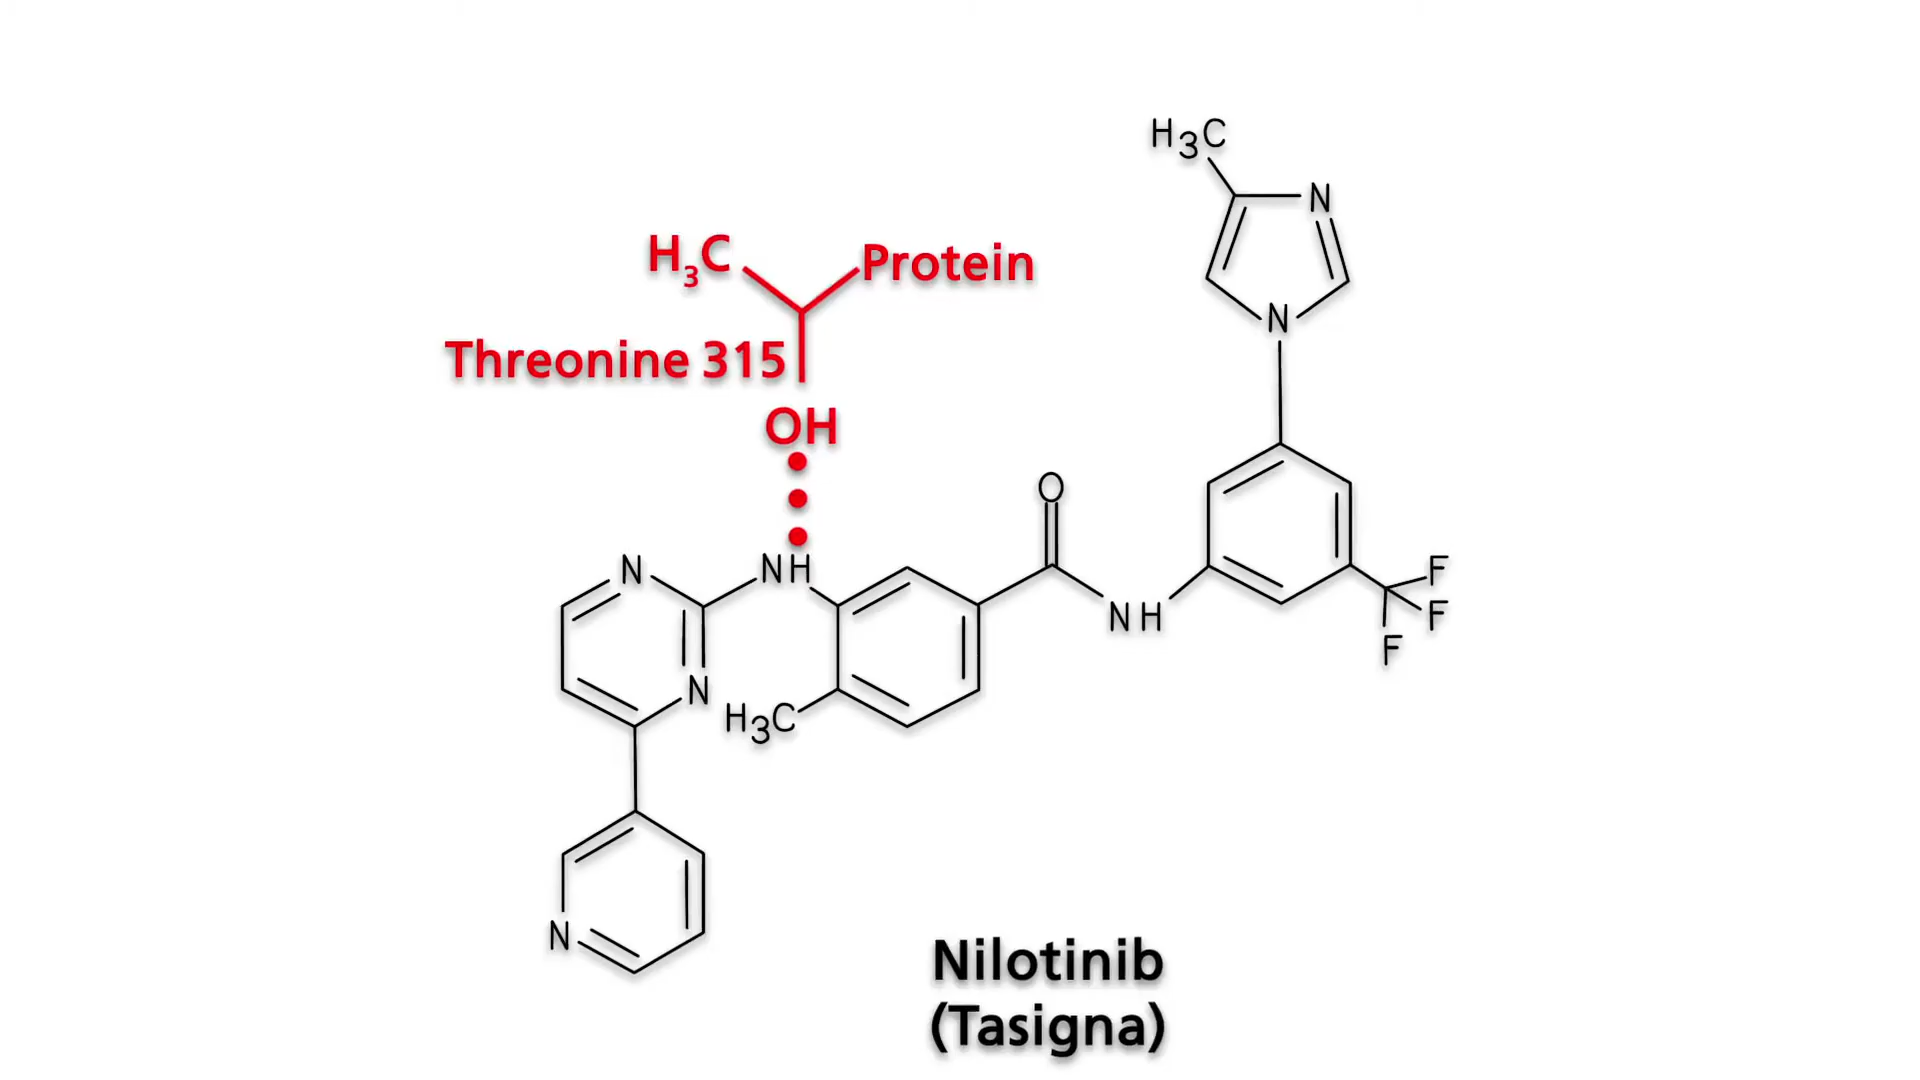 H3C
N
H₃C
Protein
N
Threonine 315
OH
O
N
NH
F
NH
F
F
N
H3C
N
Nilotinib
(Tasigna)